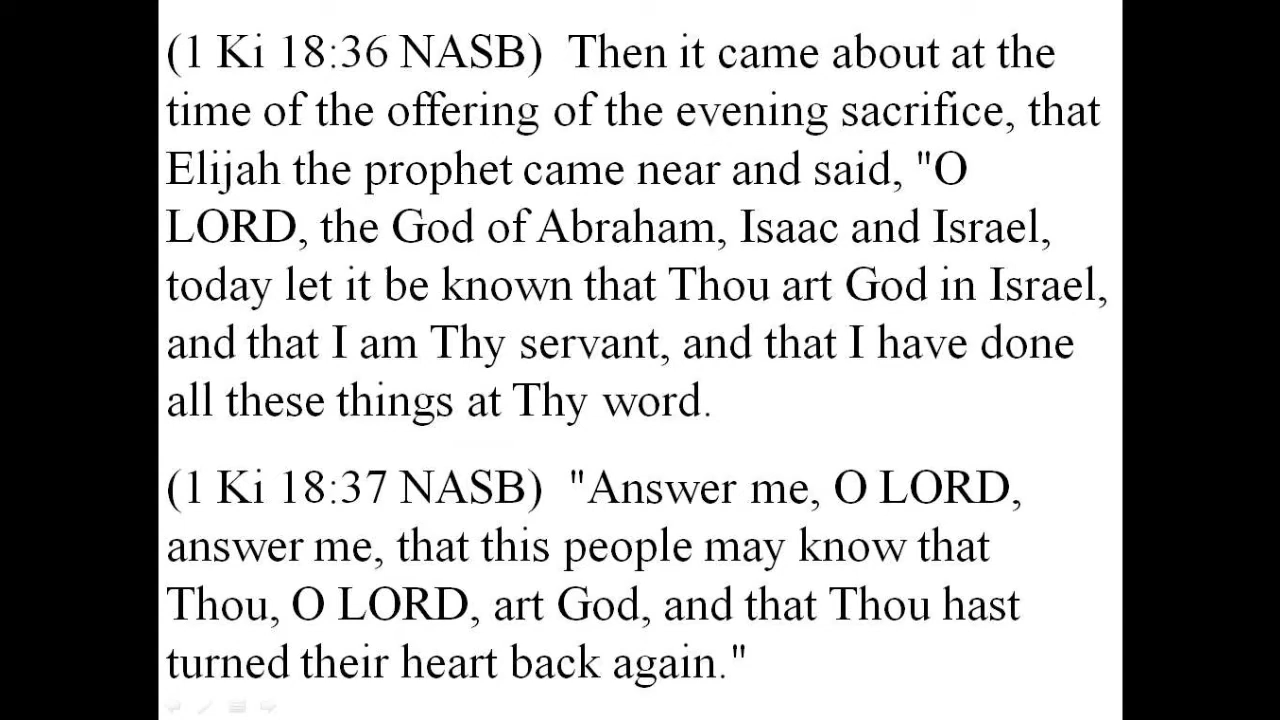 (1 Ki 18:36 NASB)  Then it came about at the
time of the offering of the evening sacrifice, that
Elijah the prophet came near and said, "O
LORD, the God of Abraham, Isaac and Israel,
today let it be known that Thou art God in Israel,
and that I am Thy servant, and that I have done
all these things at Thy word.
(1 Ki 18:37 NASB)  "Answer me, O LORD,
answer me, that this people may know that
Thou, O LORD, art God, and that Thou hast
turned their heart back again."